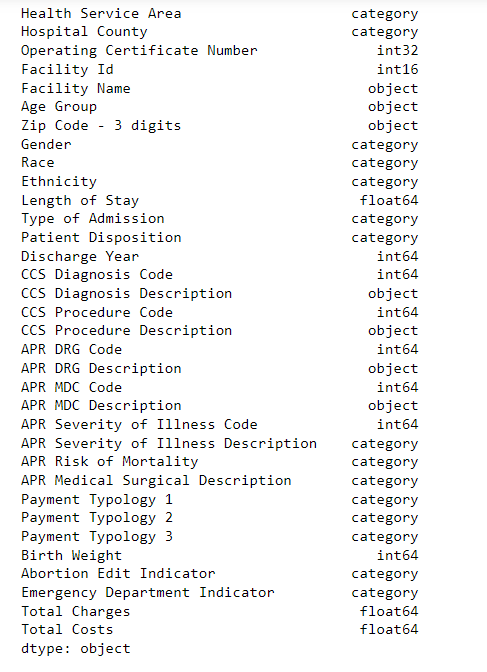 Health Service Area category
Hospital County category
Operating Certificate Number int32
Facility Id int16
Facility Name object
Age Group object
Zip Code - 3 digits object
Gender category
Race category
Ethnicity category
Length of Stay float64
Type of Admission category
Patient Disposition category
Discharge Year int64
CCS Diagnosis Code int64
CCS Diagnosis Description object
CCS Procedure Code int64
CCS Procedure Description object
APR DRG Code int64
APR DRG Description object
APR MDC Code int64
APR MDC Description object
APR Severity of Illness Code int64
APR Severity of Illness Description category
APR Risk of Mortality category
APR Medical Surgical Description category
Payment Typology 1 category
Payment Typology 2 category
Payment Typology 3 category
Birth Weight int64
Abortion Edit Indicator category
Emergency Department Indicator category
Total Charges float64
Total Costs float64
dtype: object